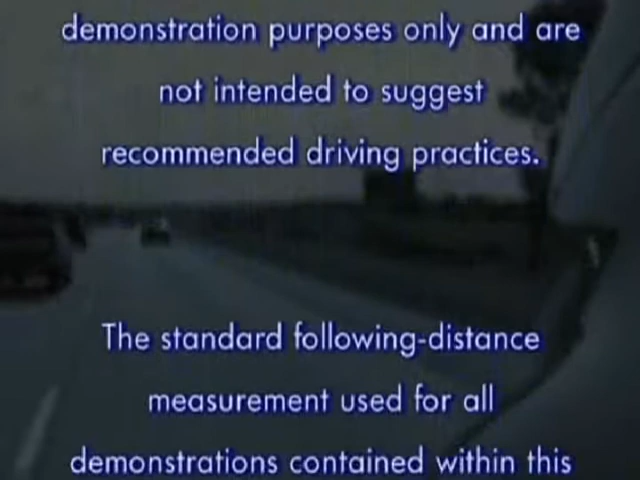 demonstration purposes only and are
not intended to suggest
recommended driving practices.
The standard following-distance
measurement used for all
demonstrations contained within this